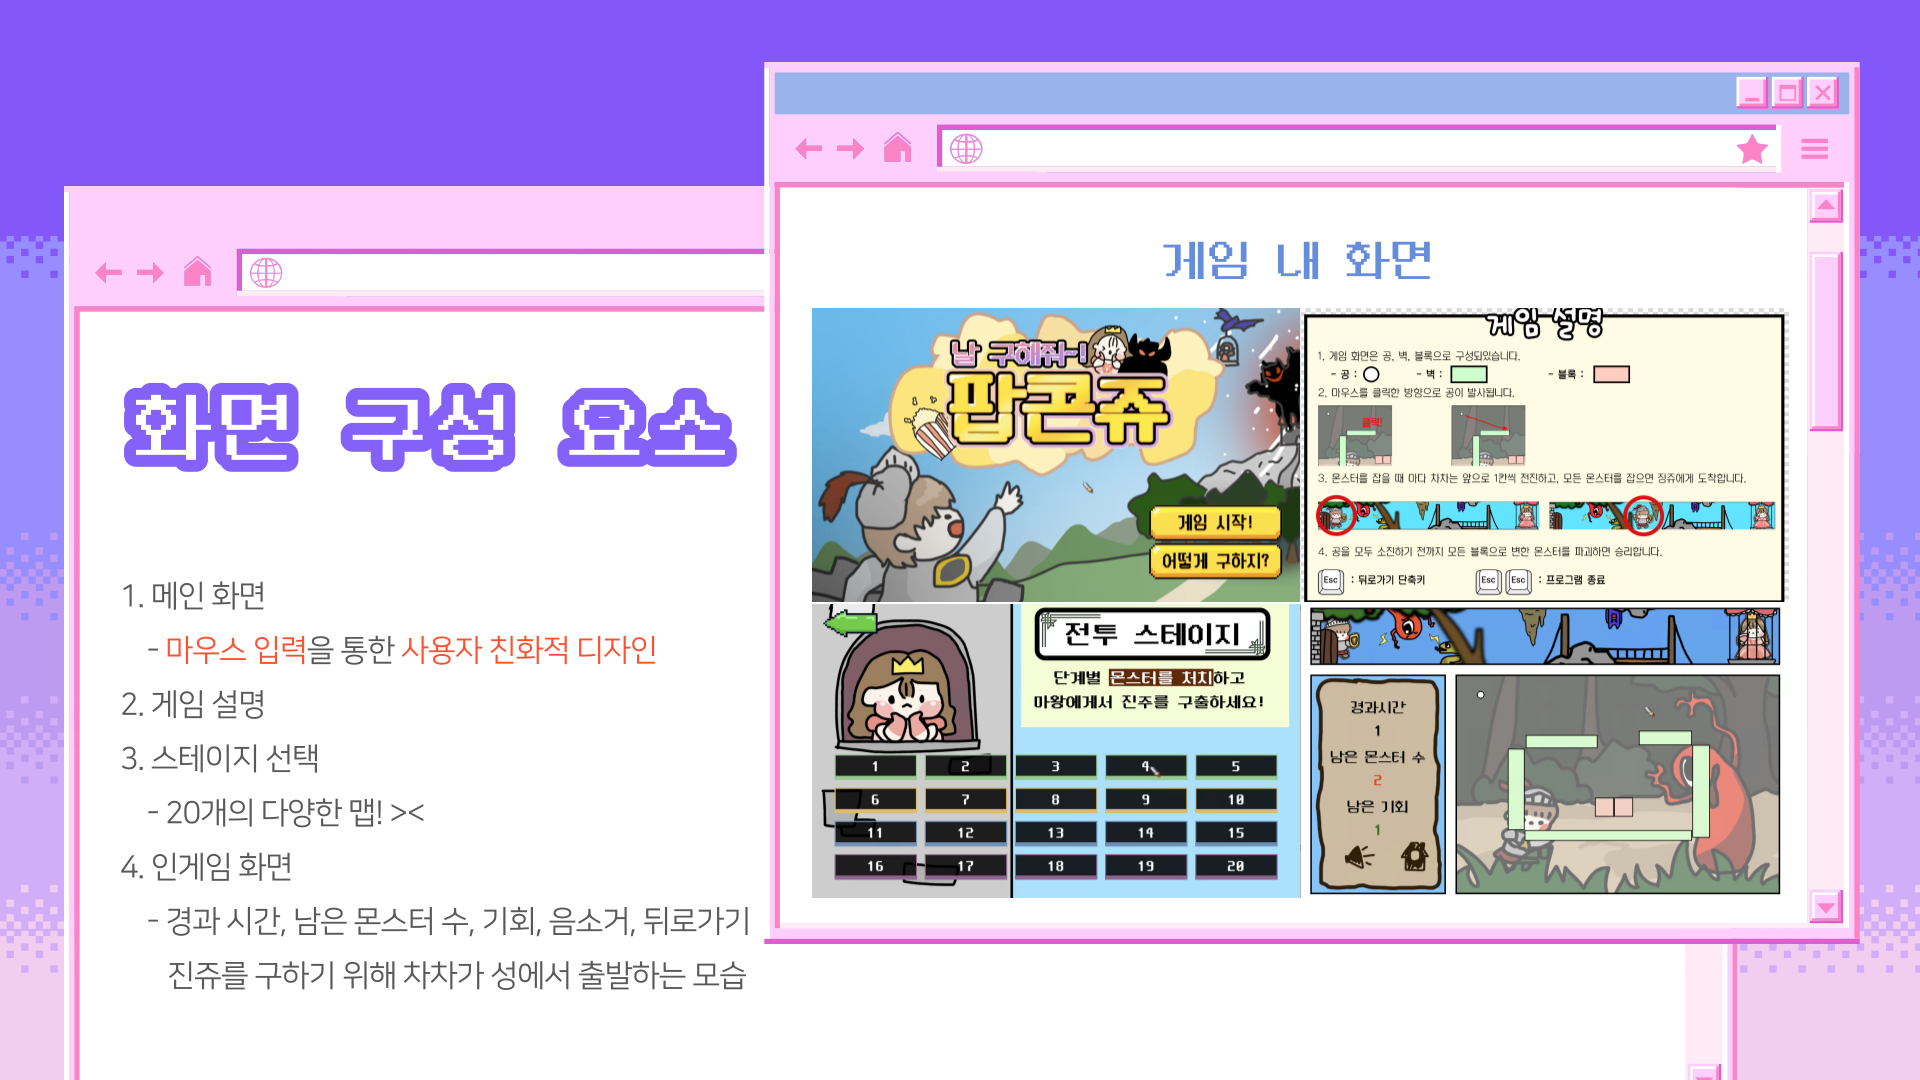 화면 구성 요소
1. 메인 화면
- 마우스 입력을 통한 사용자 친화적 디자인
2. 게임 설명
3. 스테이지 선택
- 20개의 다양한 맵! ><
4. 인게임 화면
- 경과 시간, 남은 몬스터 수, 기회, 음소거, 뒤로가기
진쥬를 구하기 위해 차차가 성에서 출발하는 모습
게임 내 화면
날 구해줘~!
팝콘쥬
게임 시작!
어떻게 구하지?
게임 설명
1. 게임 화면은 공, 벽, 블록으로 구성되있습니다.
- 공 : - 벽 : - 블록 :
2. 마우스를 클릭한 방향으로 공이 발사됩니다.
클릭!
3. 몬스터를 잡을 때 마다 차차는 앞으로 1칸씩 전진하고, 모든 몬스터를 잡으면 징쥬에게 도착합니다.
4. 공을 모두 소진하기 전까지 모든 블록으로 변한 몬스터를 파괴하면 승리합니다.
Esc : 뒤로가기 단축키 Esc Esc : 프로그램 종료
전투 스테이지
단계별 몬스터를 처치하고
마왕에게서 진주를 구출하세요!
1 2 3 4 5
6 7 8 9 10
11 12 13 14 15
16 17 18 19 20
경과시간
1
남은 몬스터 수
2
남은 기회
1